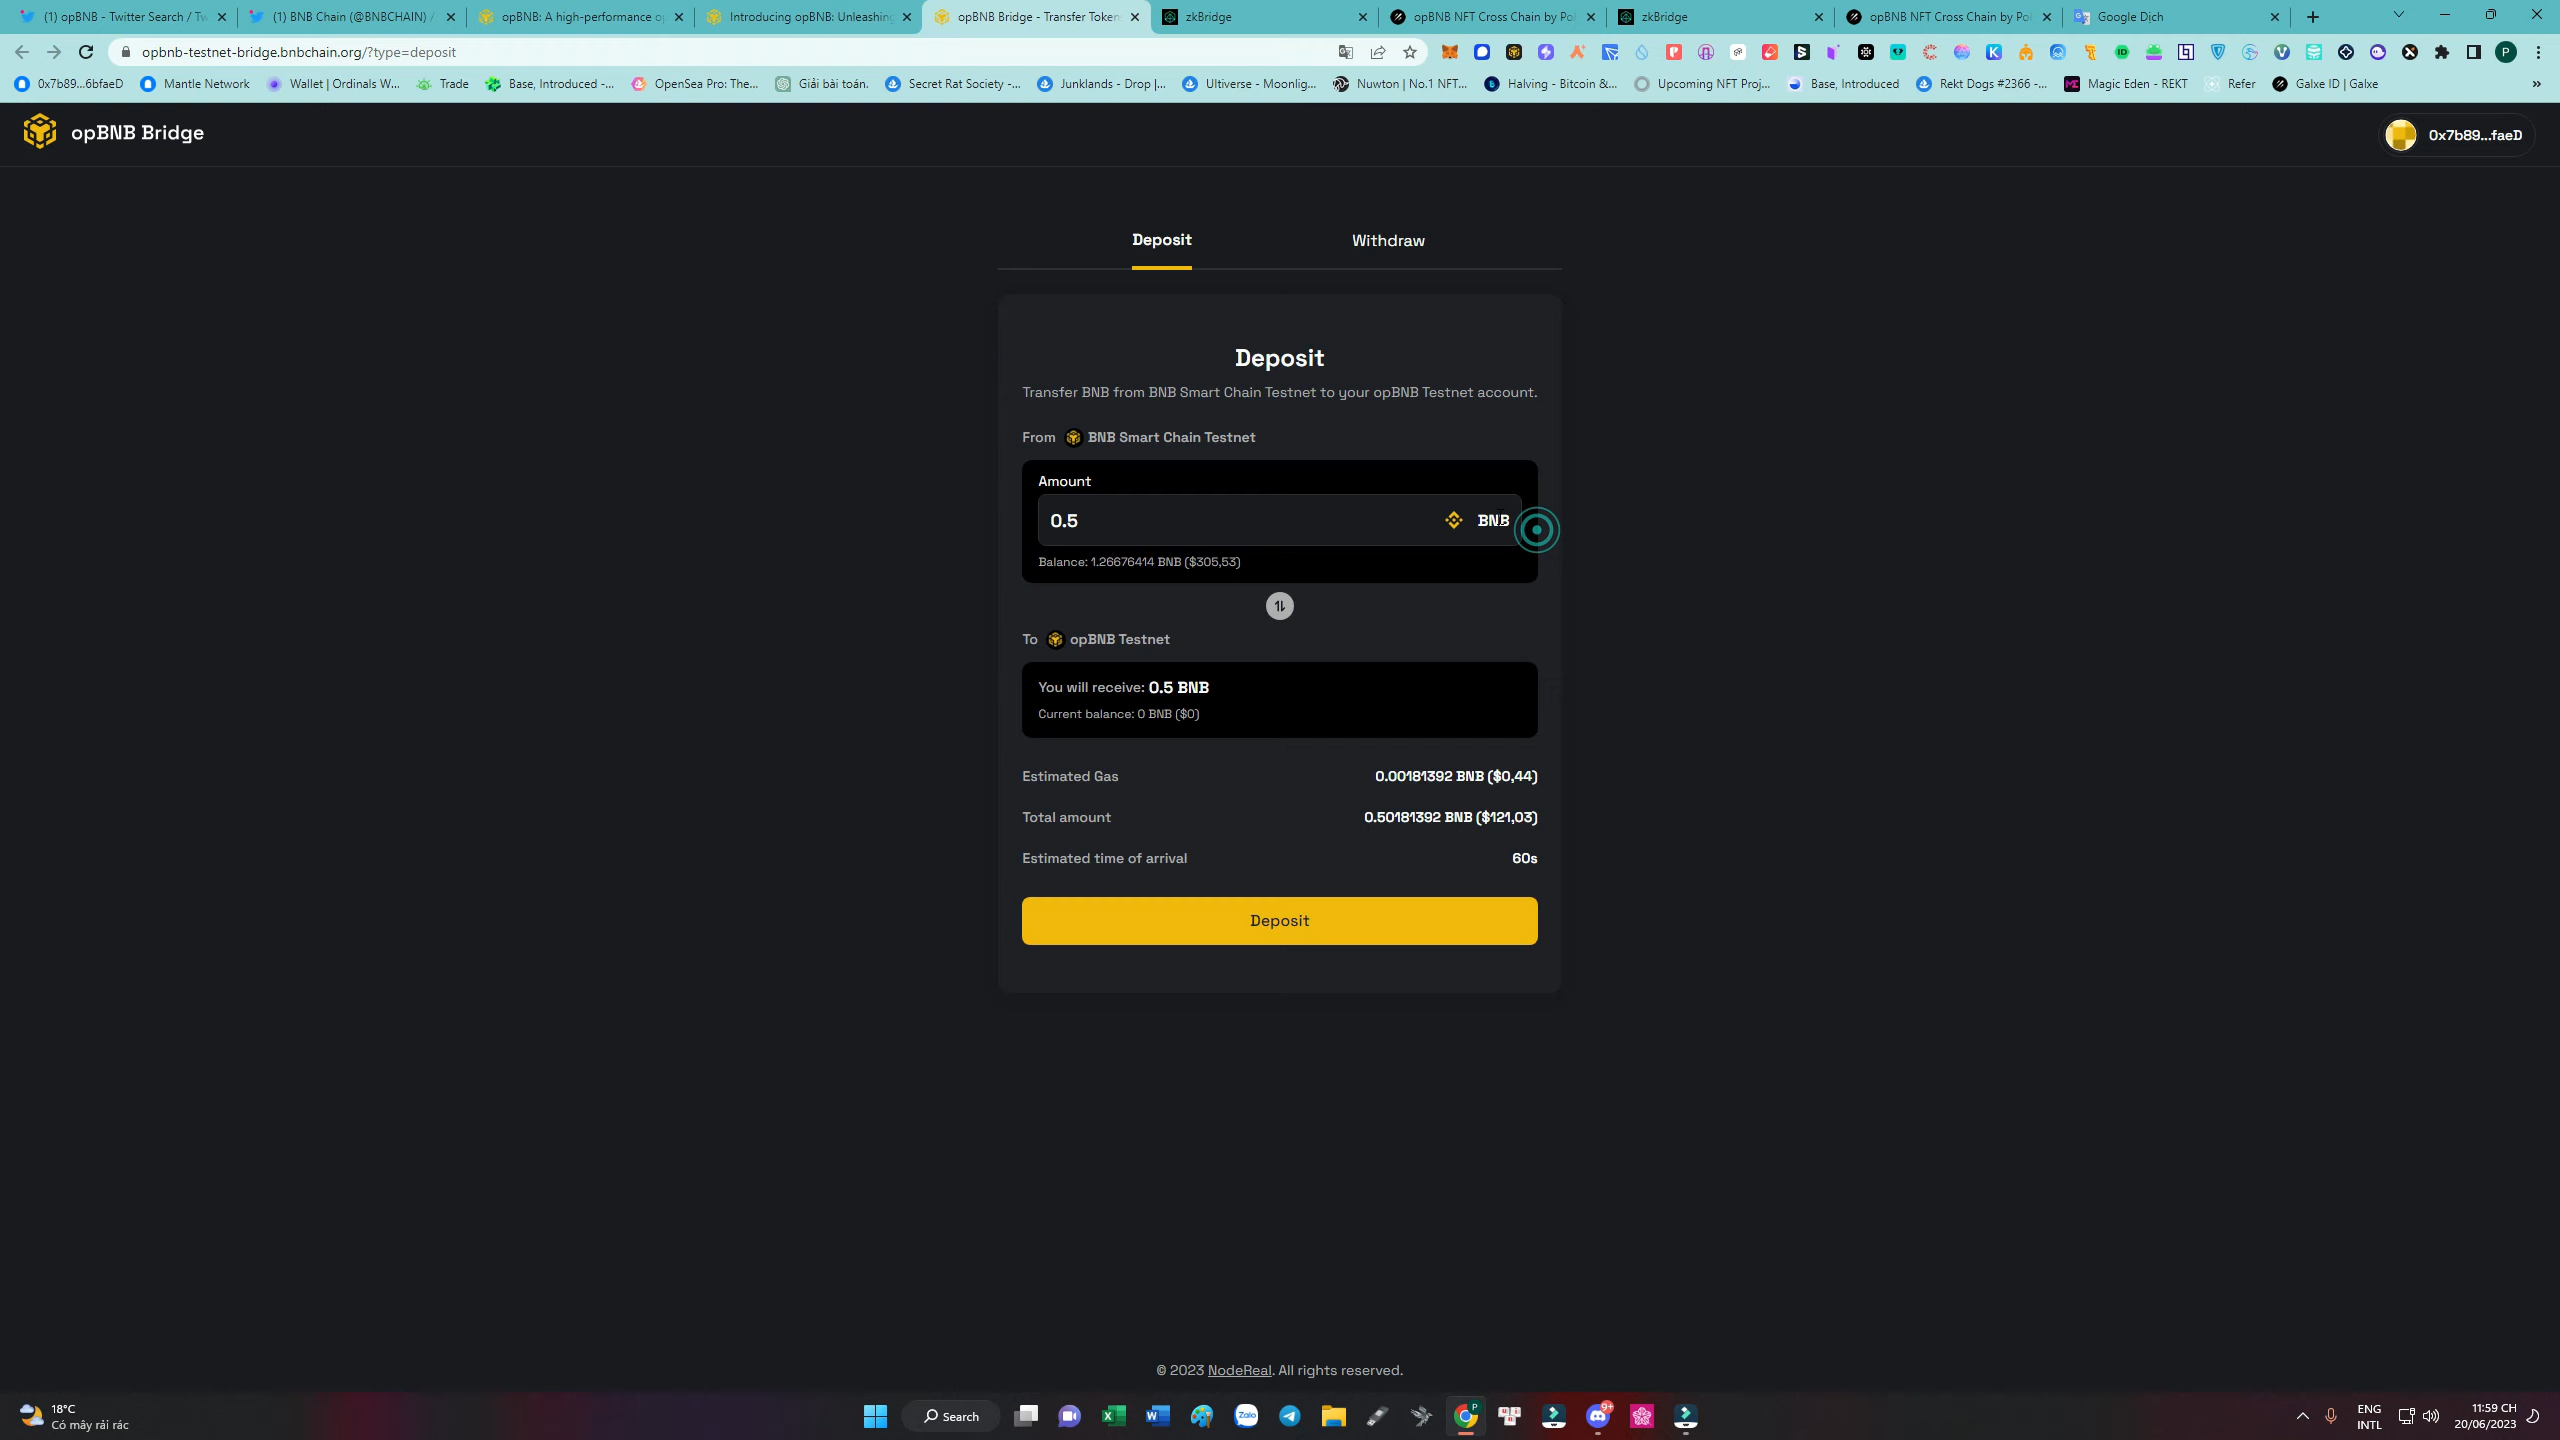 (1) opBNB - Twitter Search / Tw
(1) BNB Chain (@BNBCHAIN) /
opBNB: A high-performance op
Introducing opBNB: Unleashing
opBNB Bridge - Transfer Token
zkBridge
opBNB NFT Cross Chain by Pol
zkBridge
opBNB NFT Cross Chain by Pol
Google Dịch
opbnb-testnet-bridge.bnbchain.org/?type=deposit
0x7b89...6bfaeD
Mantle Network
Wallet | Ordinals W...
Trade
Base, Introduced -...
OpenSea Pro: The...
Giải bài toán.
Secret Rat Society -...
Junklands - Drop |...
Ultiverse - Moonlig...
Nuwton | No.1 NFT...
Halving - Bitcoin &...
Upcoming NFT Proj...
Base, Introduced
Rekt Dogs #2366 -...
Magic Eden - REKT
Refer
Galxe ID | Galxe
opBNB Bridge
0x7b89...faeD
Deposit
Withdraw
Deposit
Transfer BNB from BNB Smart Chain Testnet to your opBNB Testnet account.
From BNB Smart Chain Testnet
Amount
0.5 BNB
Balance: 1.26676414 BNB ($305,53)
To opBNB Testnet
You will receive: 0.5 BNB
Current balance: 0 BNB ($0)
Estimated Gas 0.00181392 BNB ($0,44)
Total amount 0.50181392 BNB ($121,03)
Estimated time of arrival 60s
Deposit
© 2023 NodeReal. All rights reserved.
18°C
Có mây rải rác
Search
Zalo
9+
ENG
INTL
11:59 CH
20/06/2023